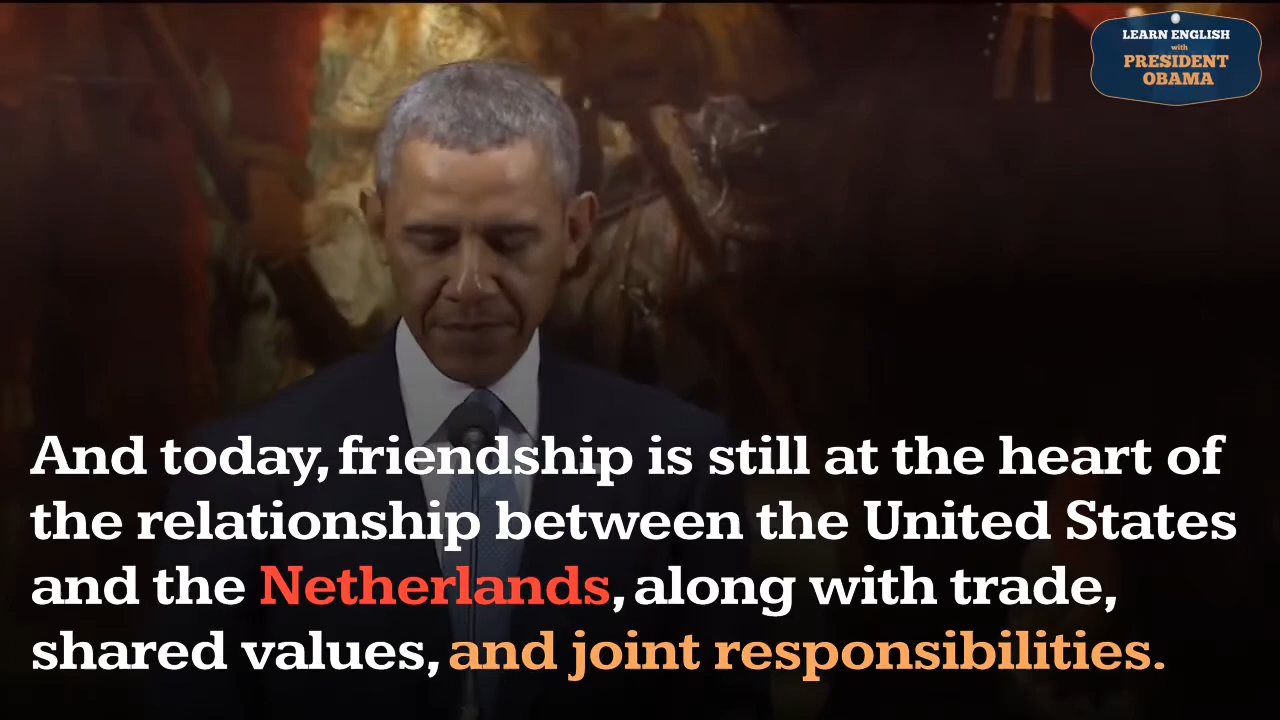 LEARN ENGLISH
with
PRESIDENT
OBAMA
And today, friendship is still at the heart of
the relationship between the United States
and the Netherlands, along with trade,
shared values, and joint responsibilities.